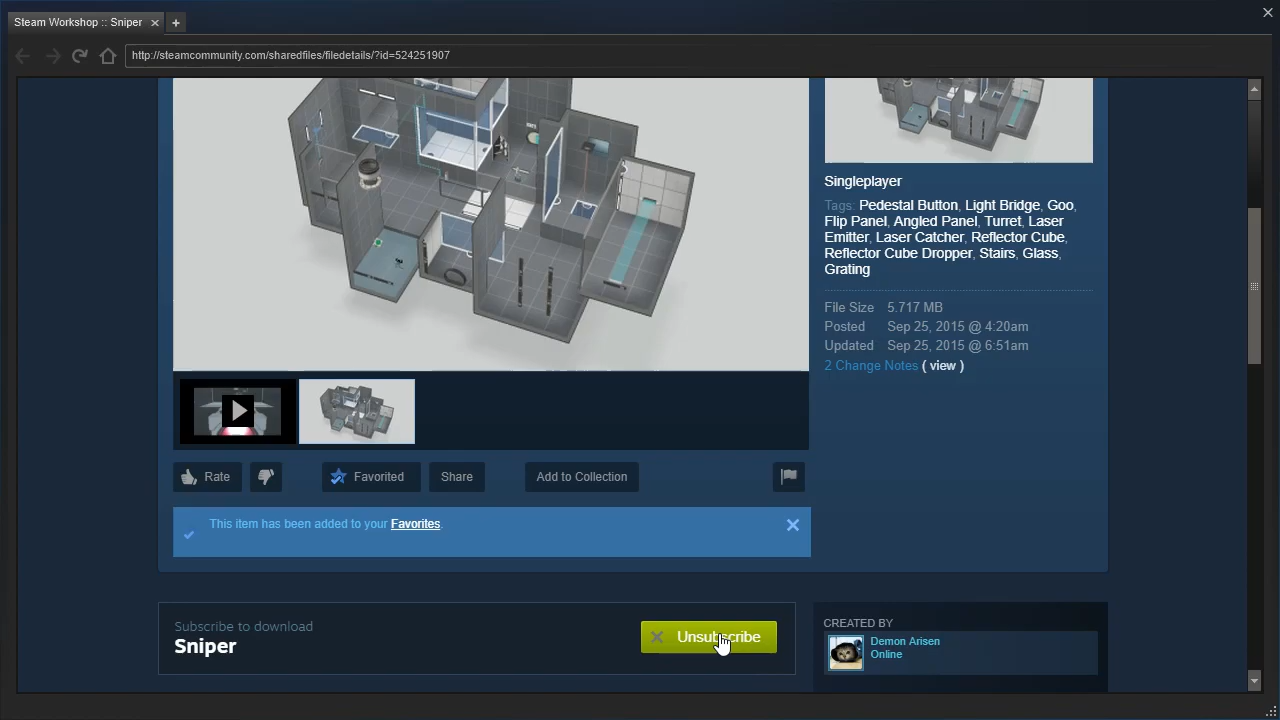 Steam Workshop :: Sniper
http://steamcommunity.com/sharedfiles/filedetails/?id=524251907
Singleplayer
Tags: Pedestal Button, Light Bridge, Goo,
Flip Panel, Angled Panel, Turret, Laser
Emitter, Laser Catcher, Reflector Cube,
Reflector Cube Dropper, Stairs, Glass,
Grating
File Size 5.717 MB
Posted Sep 25, 2015 @ 4:20am
Updated Sep 25, 2015 @ 6:51am
2 Change Notes ( view )
Rate
Favorited
Share
Add to Collection
This item has been added to your Favorites.
Subscribe to download
Sniper
Unsubscribe
CREATED BY
Demon Arisen
Online